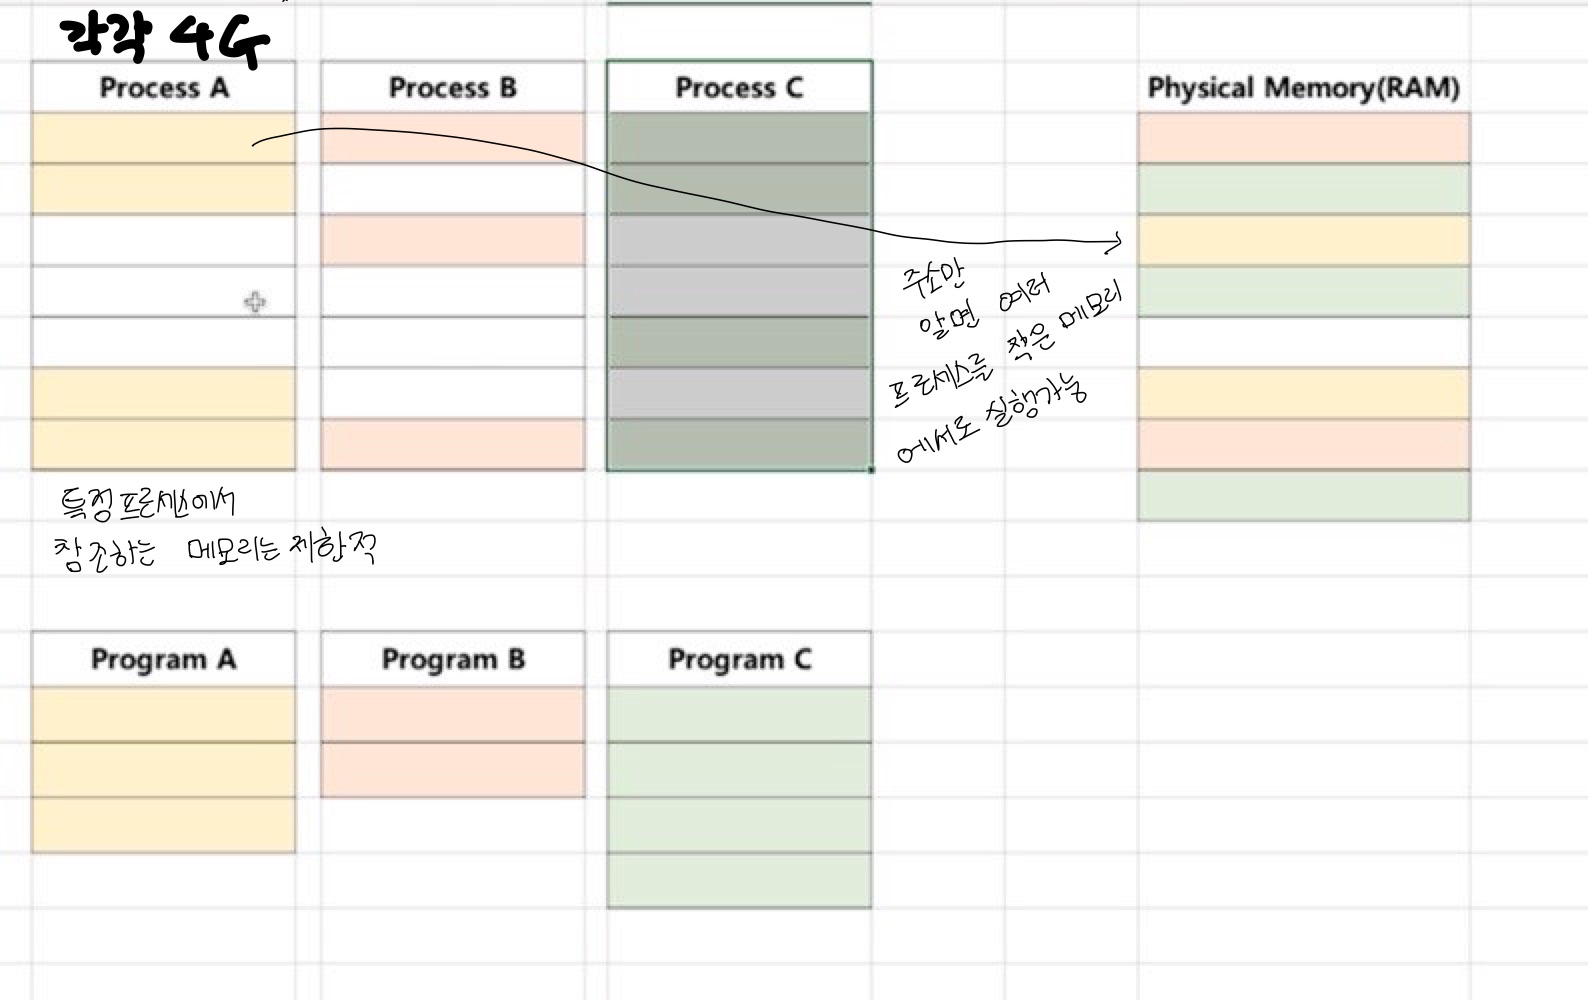 각각 4G
Process A
Process B
Process C
Physical Memory(RAM)
주소만
알면 여러
프로세스를 적은 메모리
에서도 실행가능
특정 프로세스에서
참조하는 메모리는 제한적
Program A
Program B
Program C